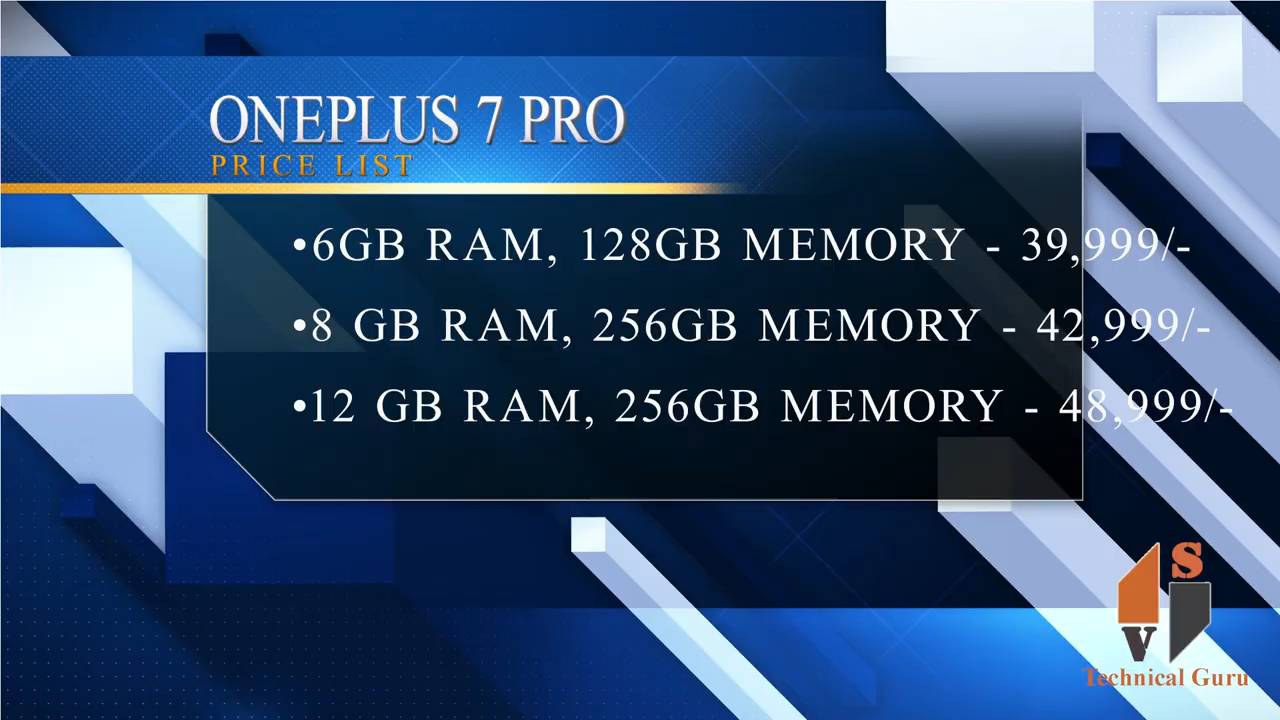 ONEPLUS 7 PRO
PRICE LIST
•6GB RAM, 128GB MEMORY - 39,999/-
•8 GB RAM, 256GB MEMORY - 42,999/-
•12 GB RAM, 256GB MEMORY - 48,999/-
S
V
Technical Guru